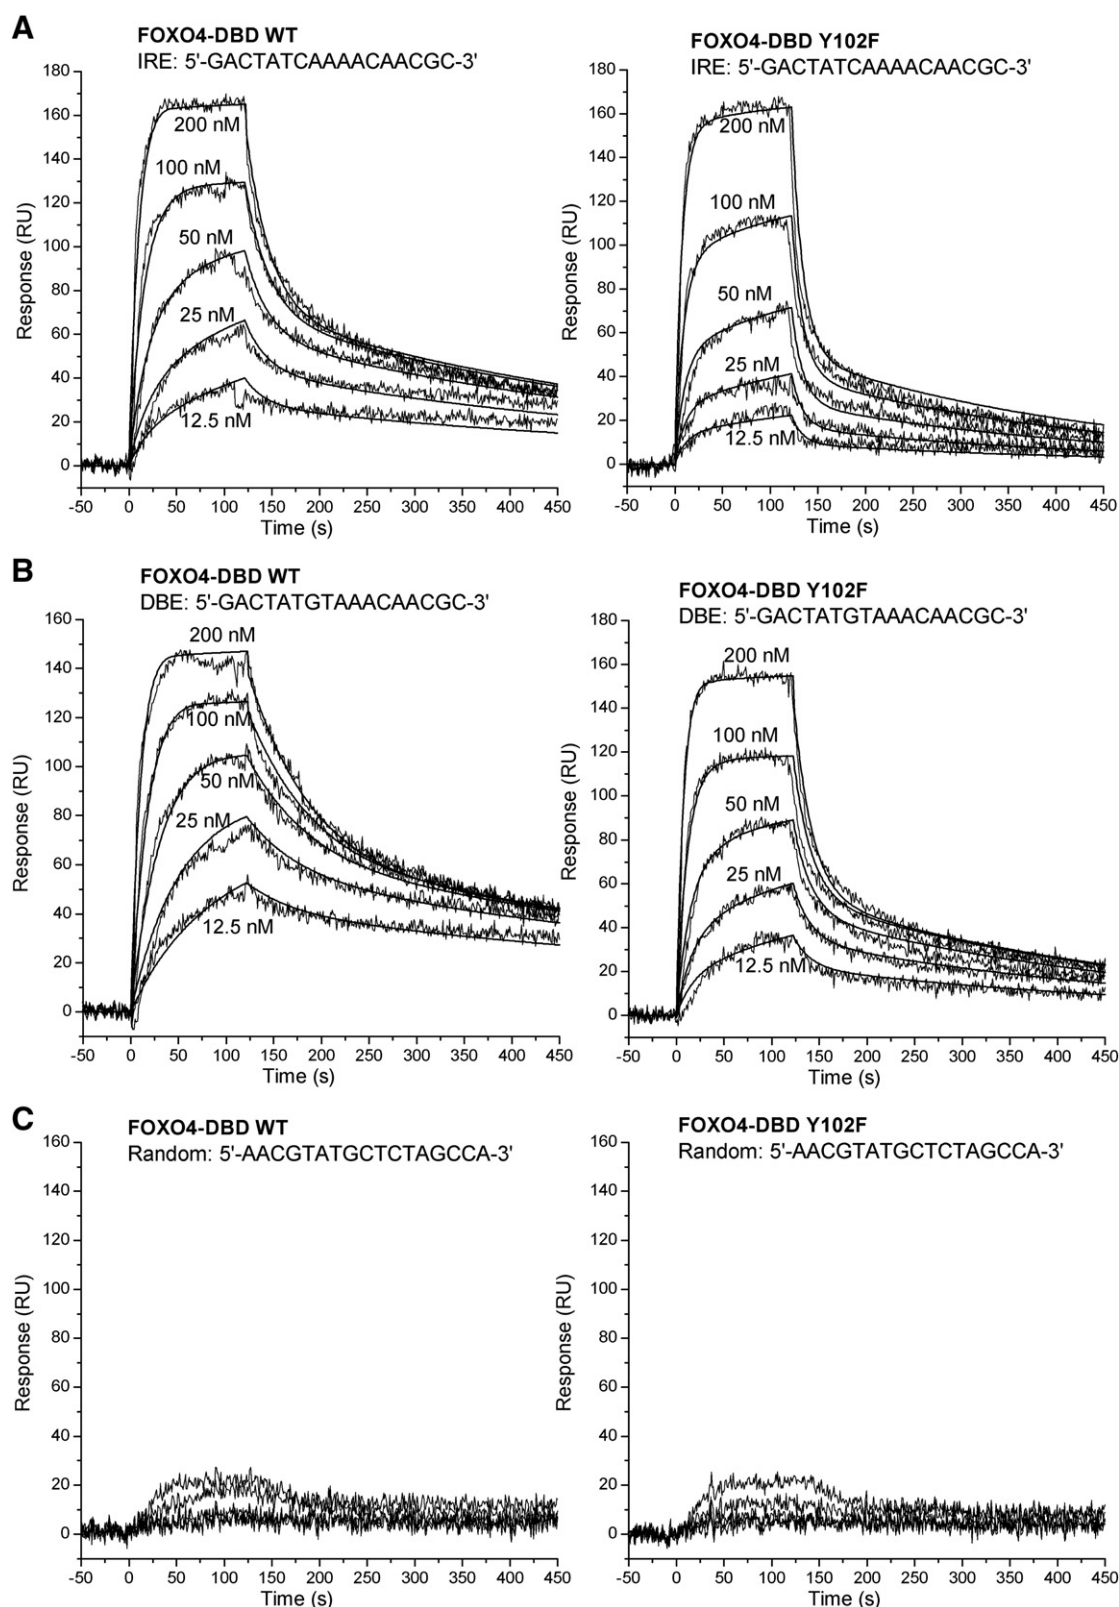 A
FOXO4-DBD WT
IRE: 5'-GACTATCAAAACAACGC-3'
180
160
140
120
100
80
60
40
20
0
Response (RU)
200 nM
100 nM
50 nM
25 nM
12.5 nM
-50 0 50 100 150 200 250 300 350 400 450
Time (s)
FOXO4-DBD Y102F
IRE: 5'-GACTATCAAAACAACGC-3'
180
160
140
120
100
80
60
40
20
0
Response (RU)
200 nM
100 nM
50 nM
25 nM
12.5 nM
-50 0 50 100 150 200 250 300 350 400 450
Time (s)
B
FOXO4-DBD WT
DBE: 5'-GACTATGTAAACAACGC-3'
160
140
120
100
80
60
40
20
0
Response (RU)
200 nM
100 nM
50 nM
25 nM
12.5 nM
-50 0 50 100 150 200 250 300 350 400 450
Time (s)
FOXO4-DBD Y102F
DBE: 5'-GACTATGTAAACAACGC-3'
180
160
140
120
100
80
60
40
20
0
Response (RU)
200 nM
100 nM
50 nM
25 nM
12.5 nM
-50 0 50 100 150 200 250 300 350 400 450
Time (s)
C
FOXO4-DBD WT
Random: 5'-AACGTATGCTCTAGCCA-3'
160
140
120
100
80
60
40
20
0
Response (RU)
-50 0 50 100 150 200 250 300 350 400 450
Time (s)
FOXO4-DBD Y102F
Random: 5'-AACGTATGCTCTAGCCA-3'
160
140
120
100
80
60
40
20
0
Response (RU)
-50 0 50 100 150 200 250 300 350 400 450
Time (s)